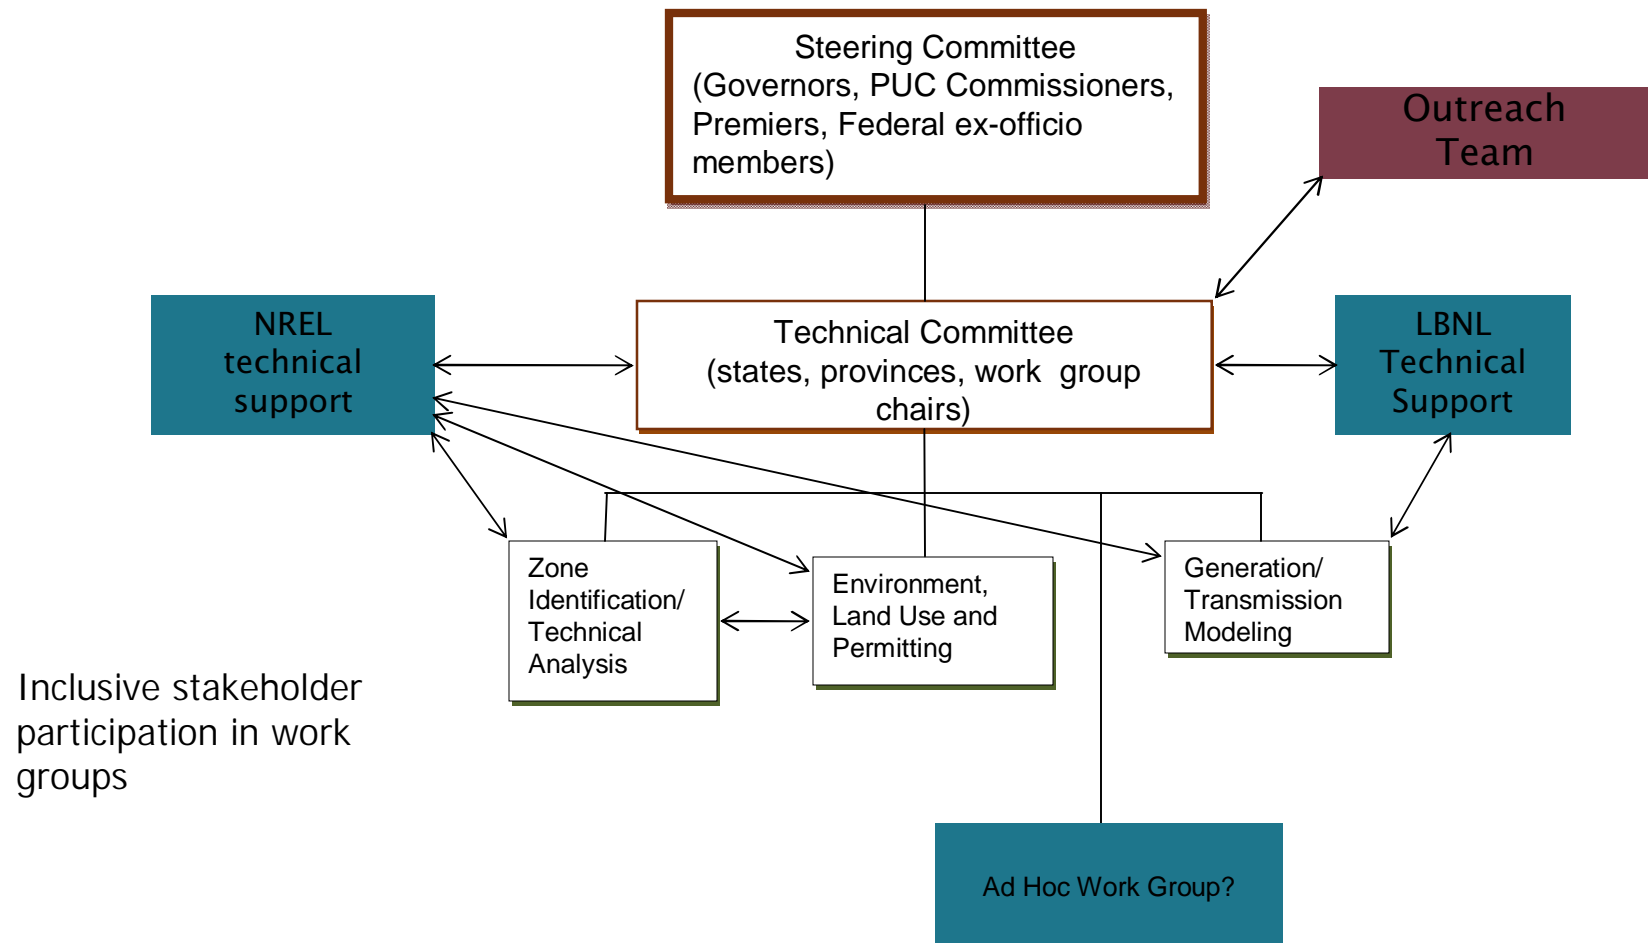 Steering Committee
(Governors, PUC Commissioners,
Premiers, Federal ex-officio
members)
Outreach
Team
NREL
technical
support
Technical Committee
(states, provinces, work  group
chairs)
LBNL
Technical
Support
Zone
Identification/
Technical
Analysis
Environment,
Land Use and
Permitting
Generation/
Transmission
Modeling
Inclusive stakeholder
participation in work
groups
Ad Hoc Work Group?